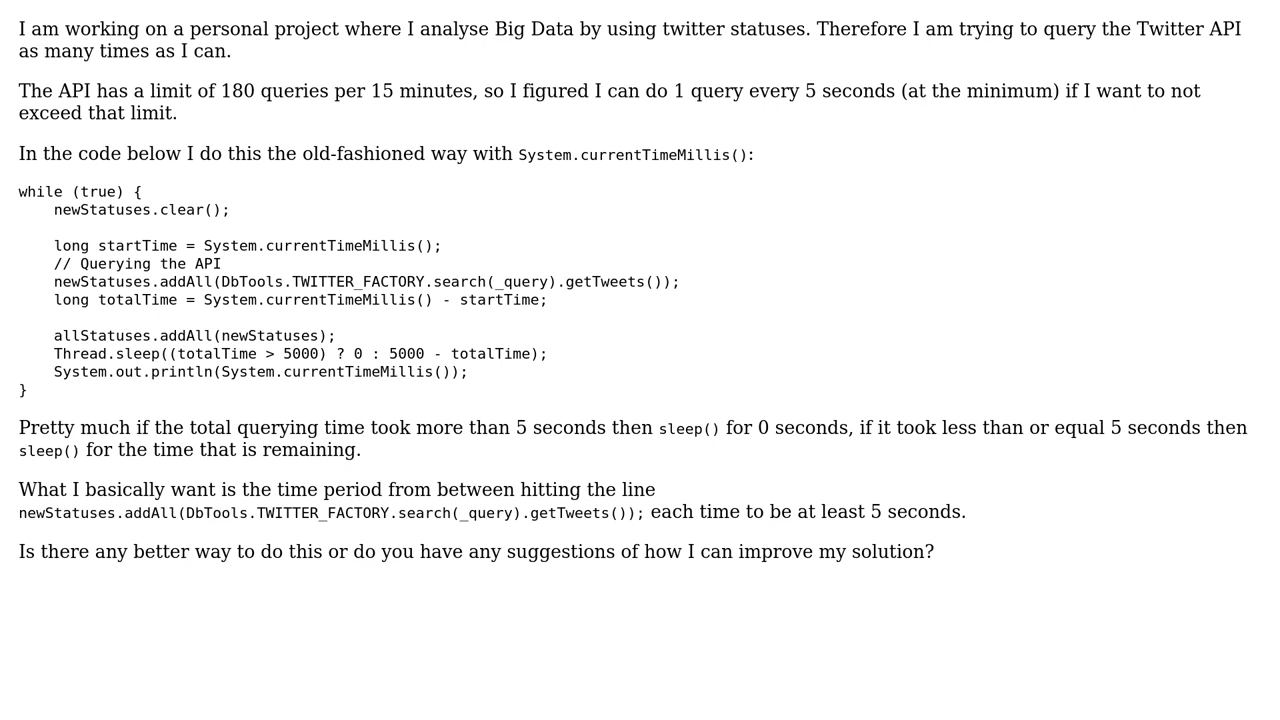 I am working on a personal project where I analyse Big Data by using twitter statuses. Therefore I am trying to query the Twitter API
as many times as I can.
The API has a limit of 180 queries per 15 minutes, so I figured I can do 1 query every 5 seconds (at the minimum) if I want to not
exceed that limit.
In the code below I do this the old-fashioned way with System.currentTimeMillis():
while (true) {
    newStatuses.clear();

    long startTime = System.currentTimeMillis();
    // Querying the API
    newStatuses.addAll(DbTools.TWITTER_FACTORY.search(_query).getTweets());
    long totalTime = System.currentTimeMillis() - startTime;

    allStatuses.addAll(newStatuses);
    Thread.sleep((totalTime > 5000) ? 0 : 5000 - totalTime);
    System.out.println(System.currentTimeMillis());
}
Pretty much if the total querying time took more than 5 seconds then sleep() for 0 seconds, if it took less than or equal 5 seconds then
sleep() for the time that is remaining.
What I basically want is the time period from between hitting the line
newStatuses.addAll(DbTools.TWITTER_FACTORY.search(_query).getTweets()); each time to be at least 5 seconds.
Is there any better way to do this or do you have any suggestions of how I can improve my solution?